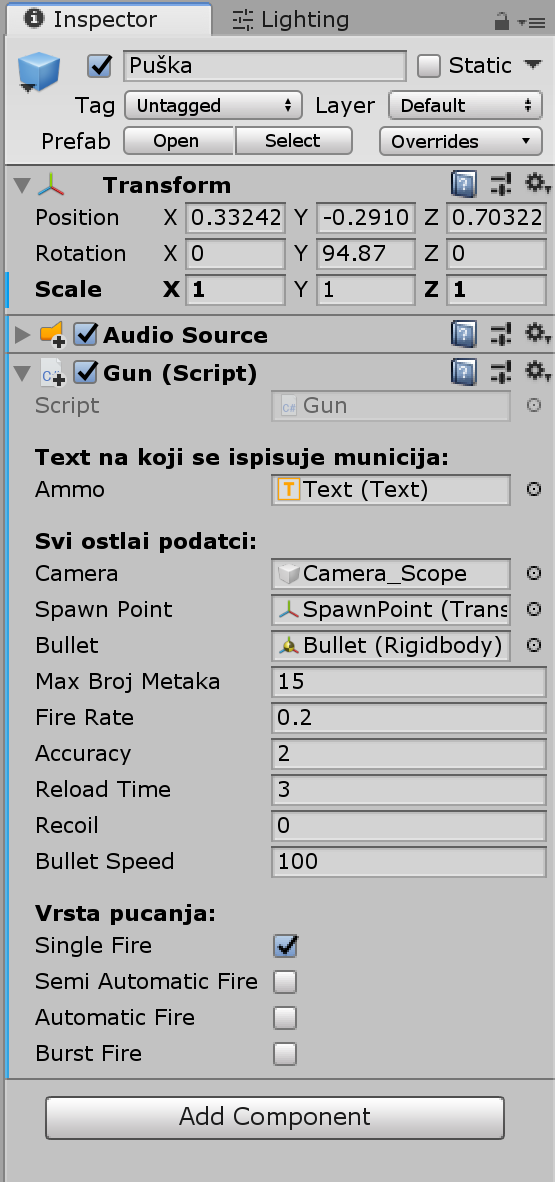 Inspector Lighting
Puška Static
Tag Untagged Layer Default
Prefab Open Select Overrides
Transform
Position X 0.33242 Y -0.2910 Z 0.70322
Rotation X 0 Y 94.87 Z 0
Scale X 1 Y 1 Z 1
Audio Source
Gun (Script)
Script C# Gun
Text na koji se ispisuje municija:
Ammo T Text (Text)
Svi ostlai podatci:
Camera Camera_Scope
Spawn Point SpawnPoint (Trans
Bullet Bullet (Rigidbody)
Max Broj Metaka 15
Fire Rate 0.2
Accuracy 2
Reload Time 3
Recoil 0
Bullet Speed 100
Vrsta pucanja:
Single Fire
Semi Automatic Fire
Automatic Fire
Burst Fire
Add Component